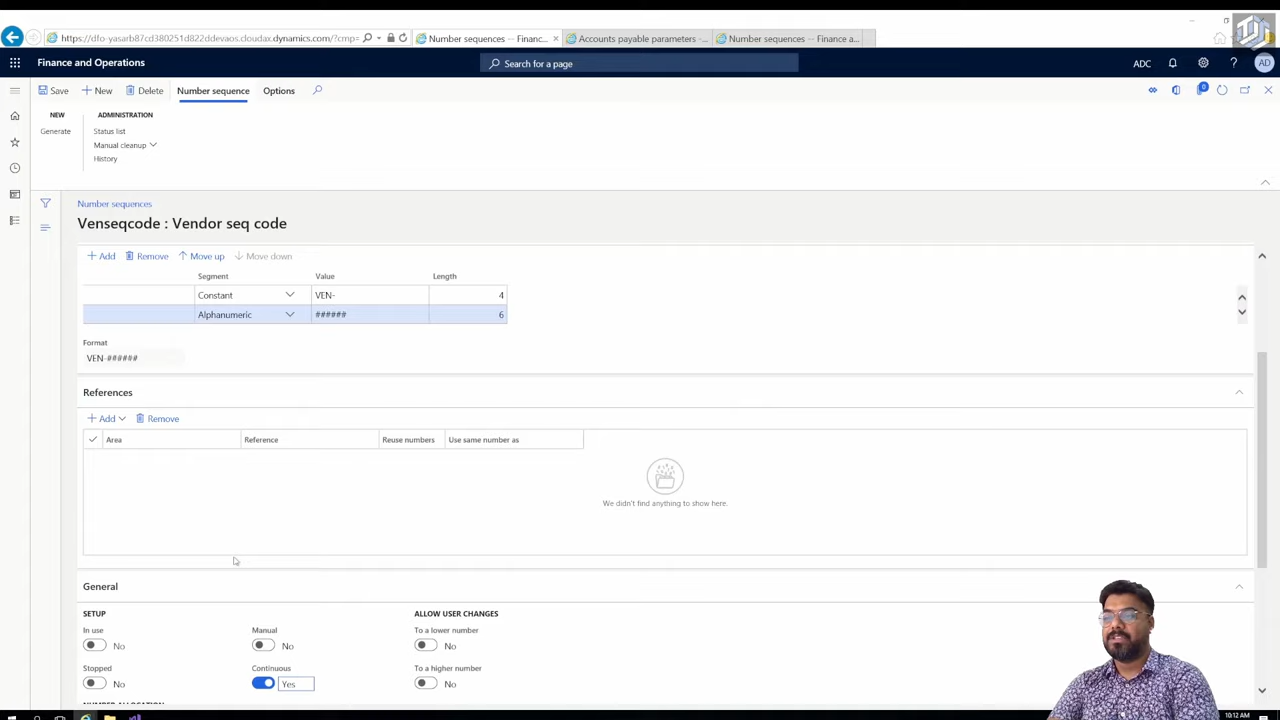 https://dfo-yasarb87cd380251d822ddevaos.cloudax.dynamics.com/?cmp=
Number sequences -- Financ...
Accounts payable parameters -...
Number sequences -- Finance a...
Finance and Operations
Search for a page
ADC
AD
Save
New
Delete
Number sequence
Options
0
NEW
ADMINISTRATION
Generate
Status list
Manual cleanup
History
Number sequences
Venseqcode : Vendor seq code
Add
Remove
Move up
Move down
Segment Value Length
Constant VEN- 4
Alphanumeric ###### 6
Format
VEN-######
References
Add
Remove
Area Reference Reuse numbers Use same number as
We didn't find anything to show here.
General
SETUP
ALLOW USER CHANGES
In use
Manual
To a lower number
No
No
No
Stopped
Continuous
To a higher number
No
Yes
No
NUMBER ALLOCATION
10:12 AM